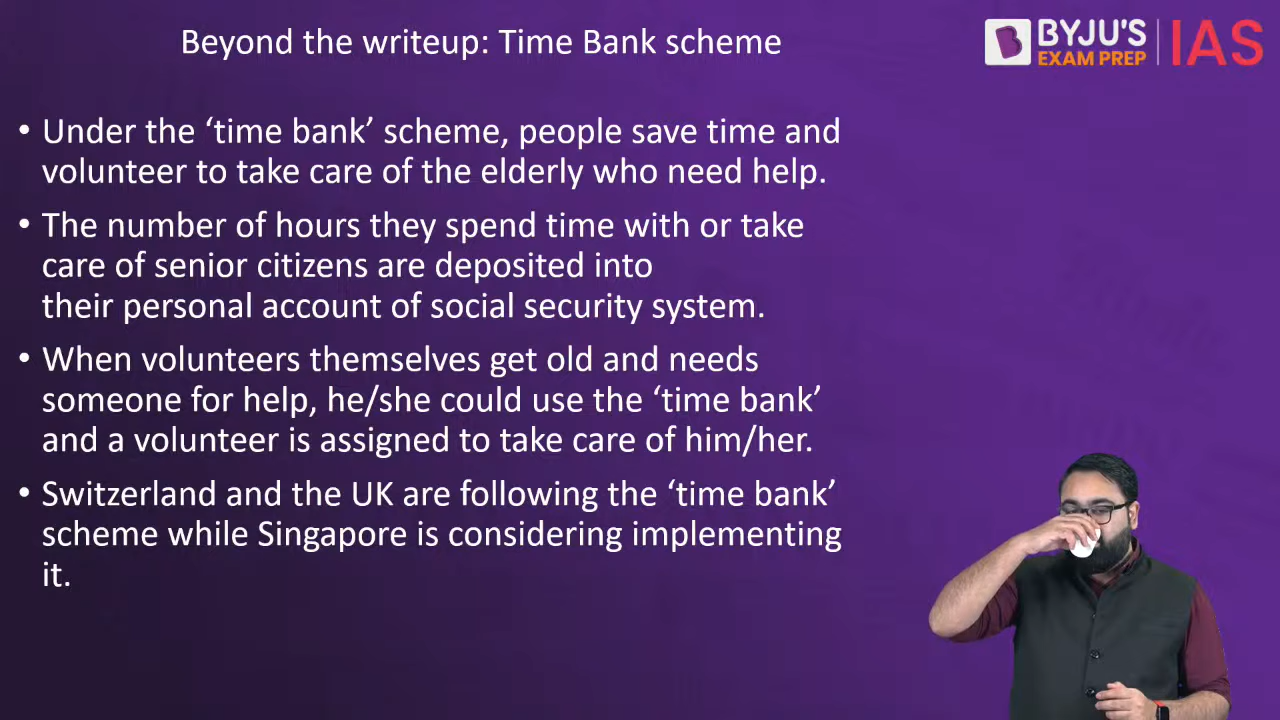 Beyond the writeup: Time Bank scheme
BYJU'S
EXAM PREP
IAS
• Under the ‘time bank’ scheme, people save time and
volunteer to take care of the elderly who need help.
• The number of hours they spend time with or take
care of senior citizens are deposited into
their personal account of social security system.
• When volunteers themselves get old and needs
someone for help, he/she could use the ‘time bank’
and a volunteer is assigned to take care of him/her.
• Switzerland and the UK are following the ‘time bank’
scheme while Singapore is considering implementing
it.